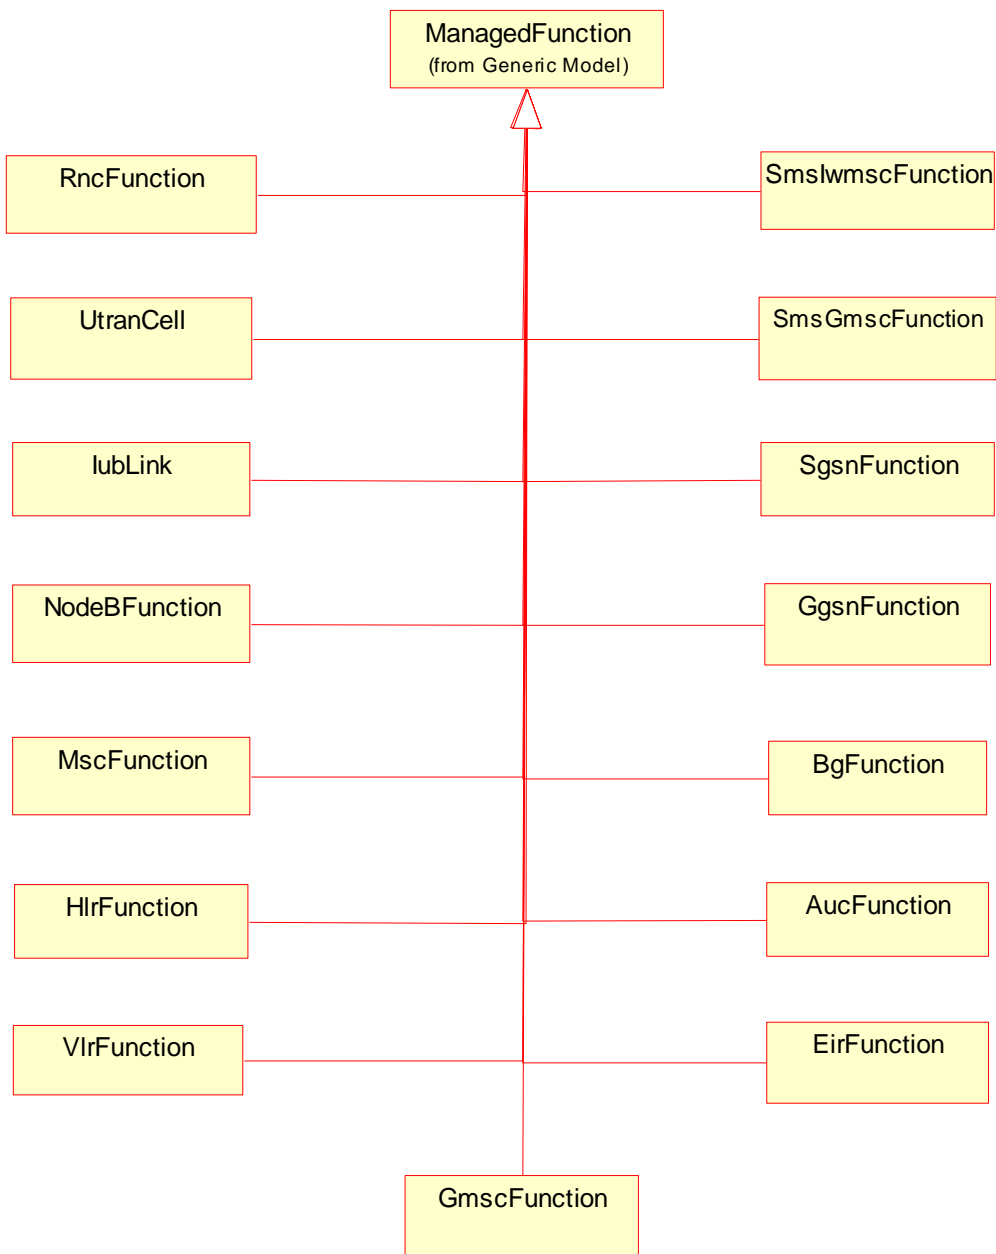 ManagedFunction
(from Generic Model)
RncFunction
SmsIwmscFunction
UtranCell
SmsGmscFunction
IubLink
SgsnFunction
NodeBFunction
GgsnFunction
MscFunction
BgFunction
HlrFunction
AucFunction
VlrFunction
EirFunction
GmscFunction